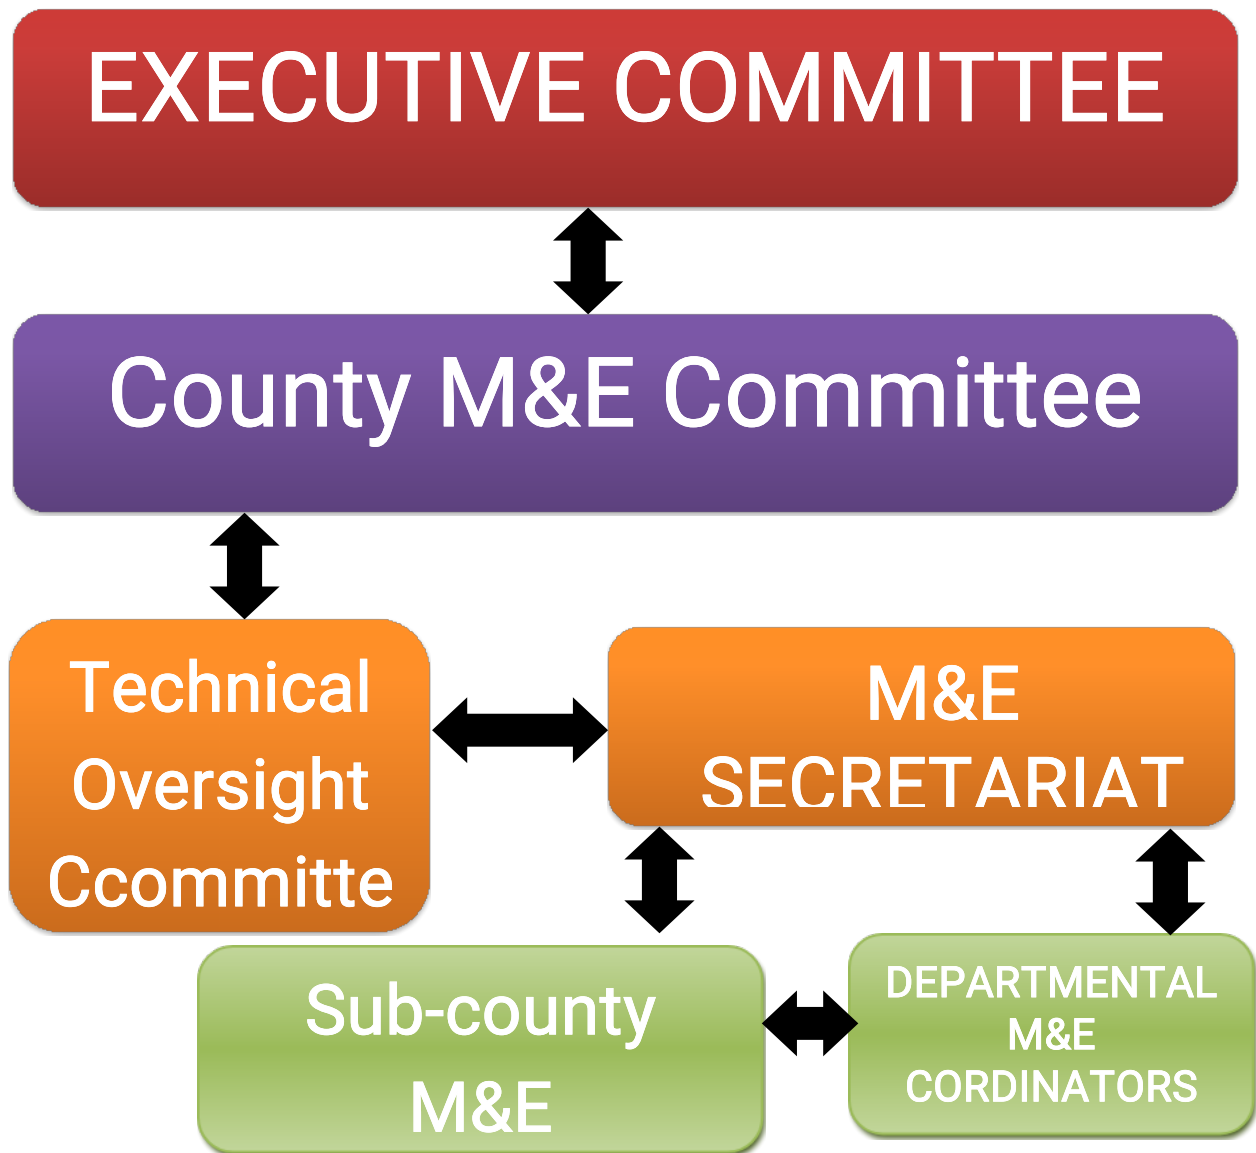 EXECUTIVE COMMITTEE
County M&E Committee
Technical
Oversight
Ccommitte
M&E
SECRETARIAT
Sub-county
M&E
DEPARTMENTAL
M&E
CORDINATORS